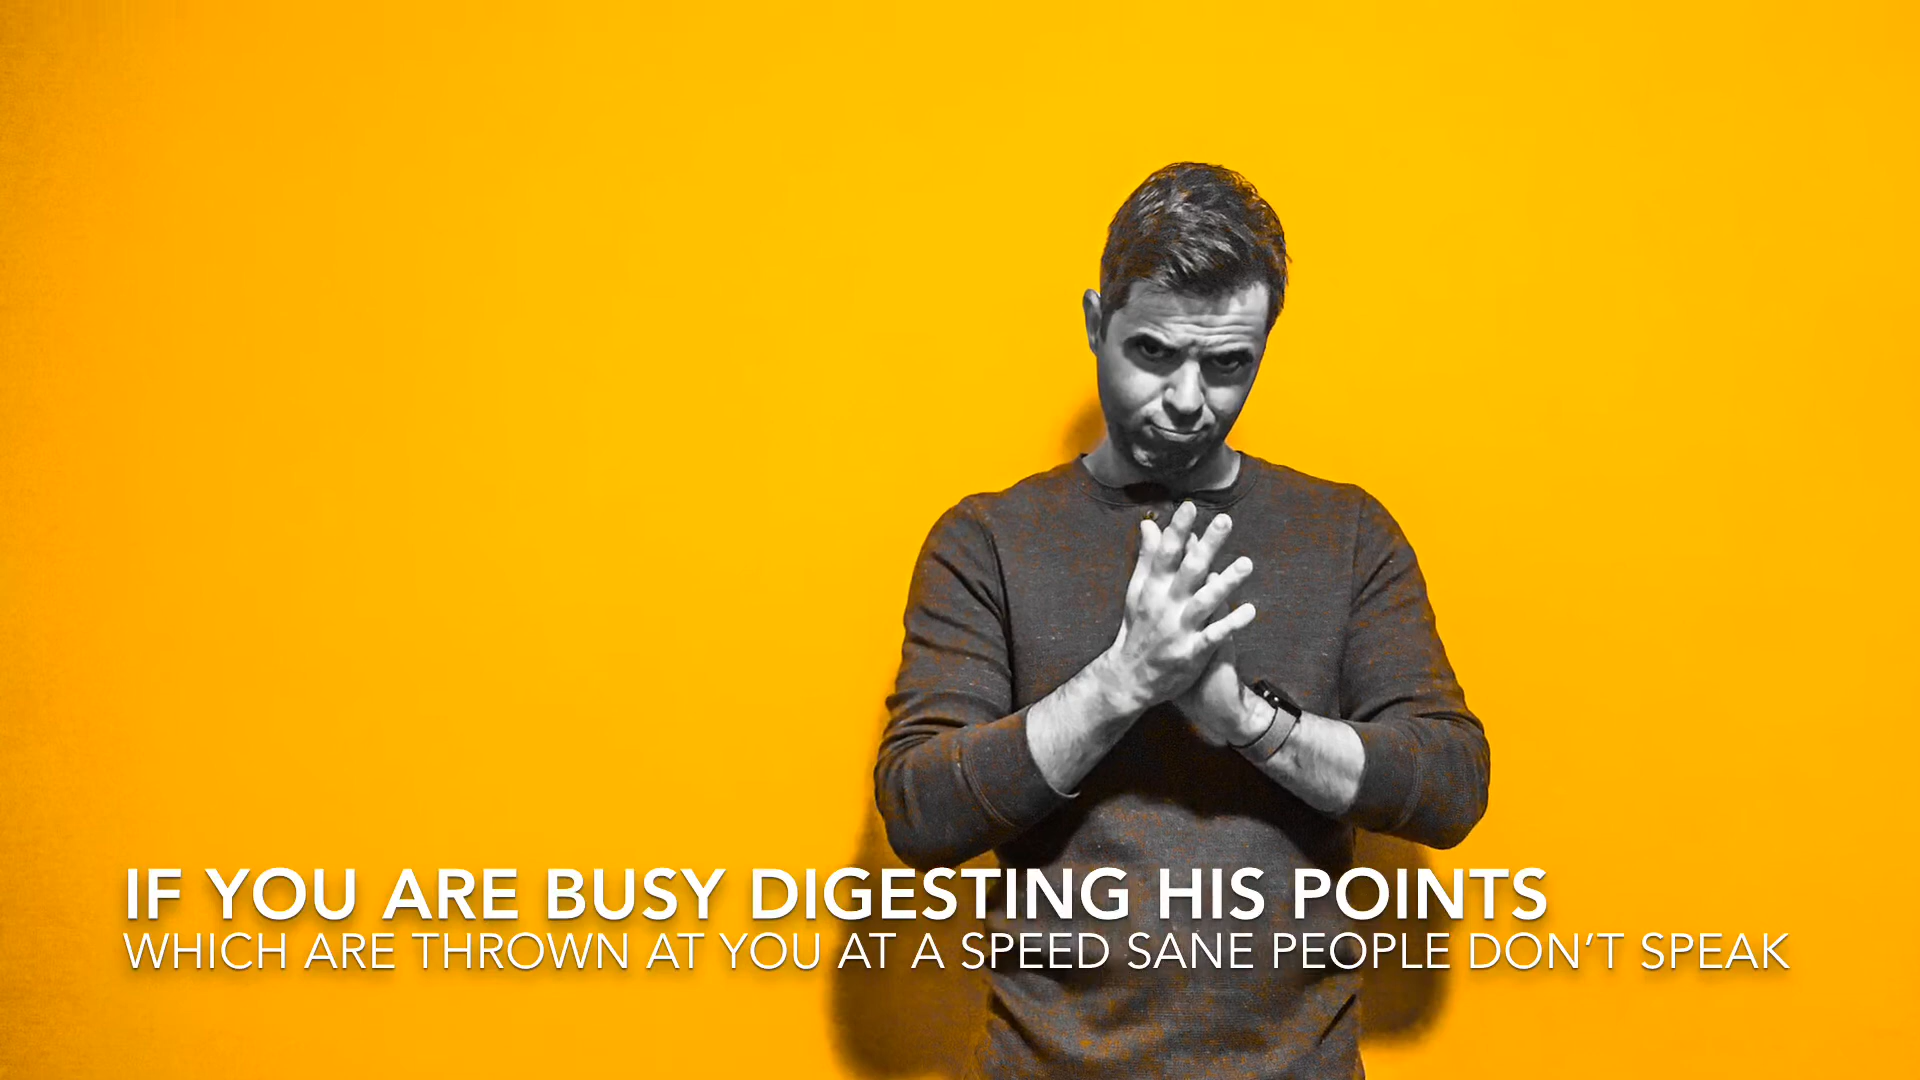 IF YOU ARE BUSY DIGESTING HIS POINTS
WHICH ARE THROWN AT YOU AT A SPEED SANE PEOPLE DON’T SPEAK